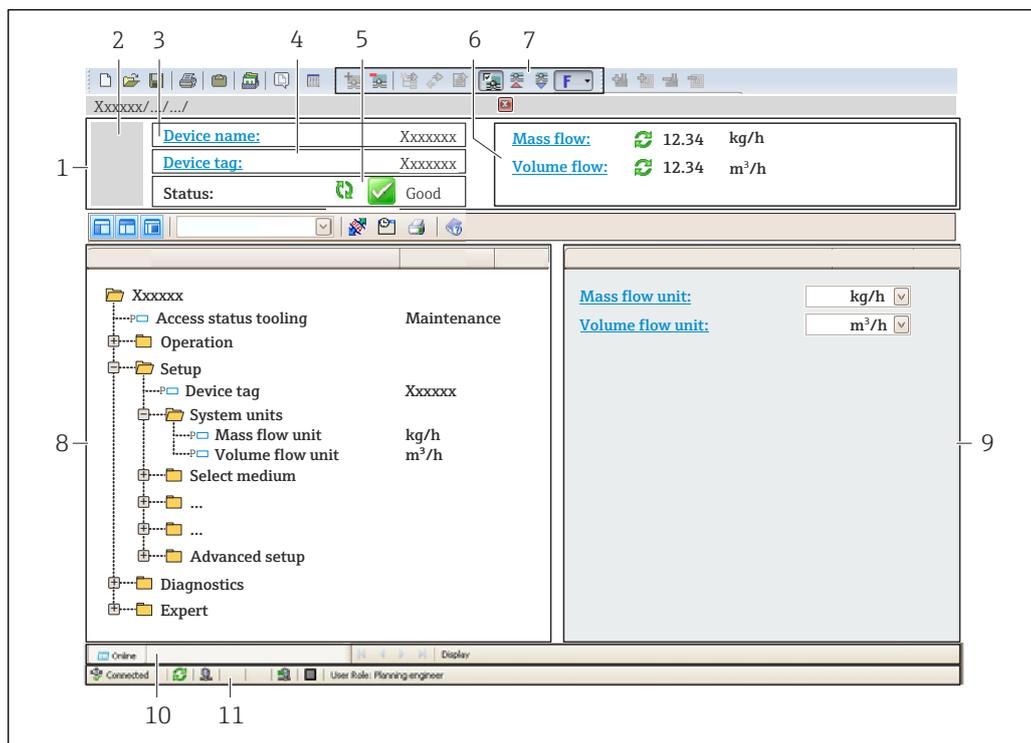 2 3 4 5 6 7
F
Xxxxxx/.../.../
1
Device name: Xxxxxxx
Mass flow: 12.34 kg/h
Device tag: Xxxxxxx
Volume flow: 12.34 m³/h
Status: Good
Xxxxxx
Mass flow unit: kg/h
P Access status tooling Maintenance
Volume flow unit: m³/h
Operation
Setup
P Device tag Xxxxxx
System units
8
9
P Mass flow unit kg/h
P Volume flow unit m³/h
Select medium
...
...
Advanced setup
Diagnostics
Expert
Online Display
Connected User Role: Planning engineer
10 11